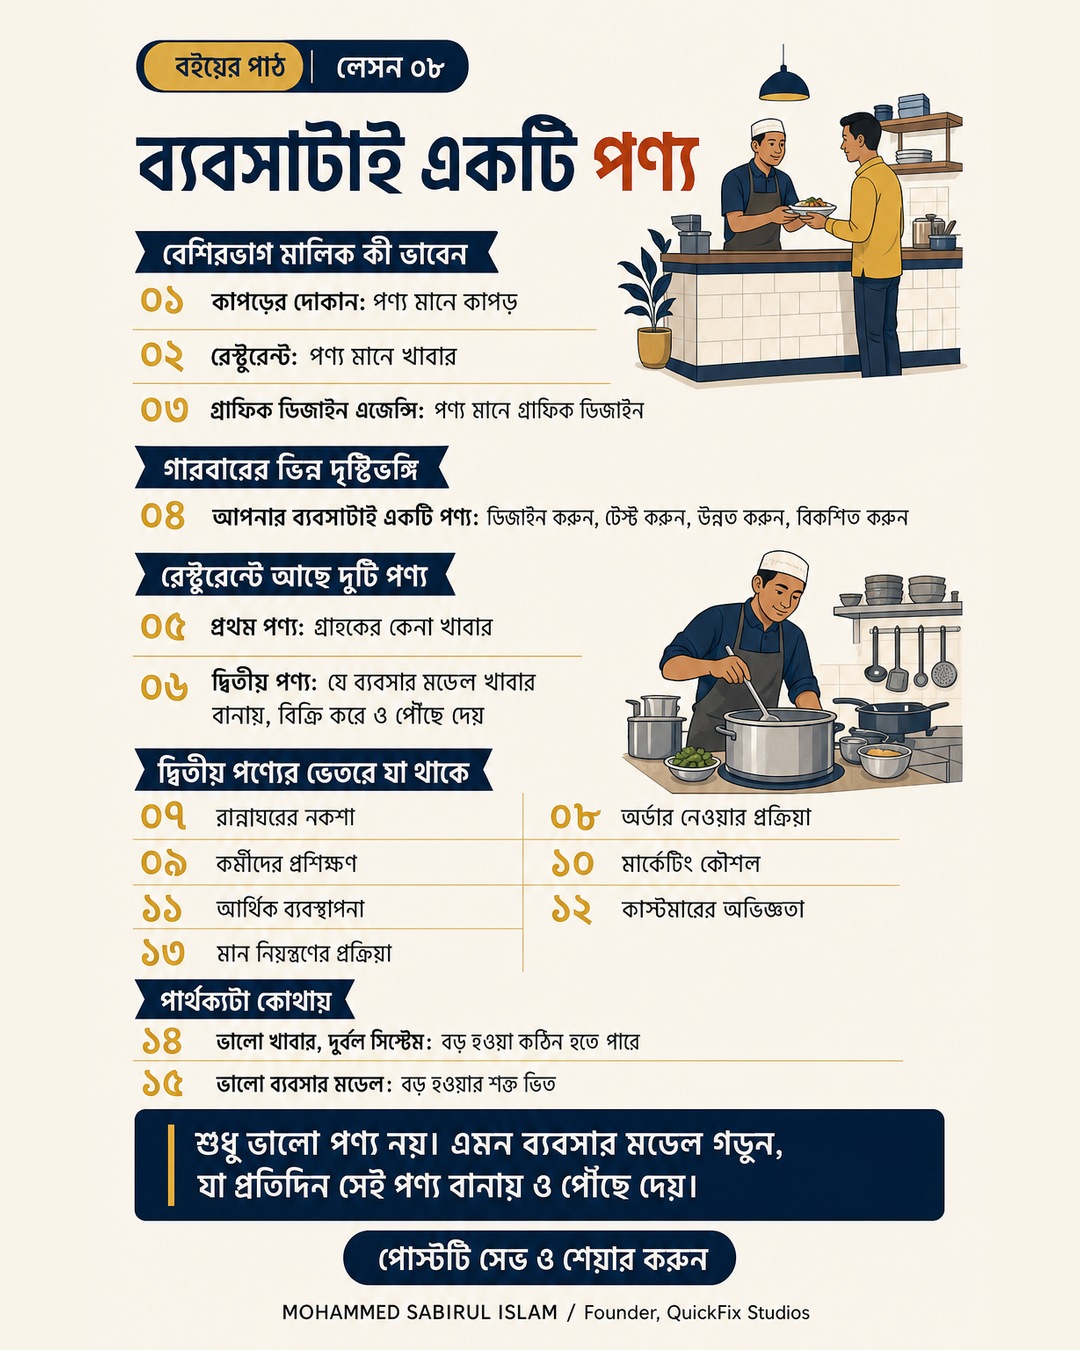 বইয়ের পাঠ | লেসন ০৮
ব্যবসাটাই একটি পণ্য
বেশিরভাগ মালিক কী ভাবেন
০১ কাপড়ের দোকান: পণ্য মানে কাপড়
০২ রেস্টুরেন্ট: পণ্য মানে খাবার
০৩ গ্রাফিক ডিজাইন এজেন্সি: পণ্য মানে গ্রাফিক ডিজাইন
গারবারের ভিন্ন দৃষ্টিভঙ্গি
০৪ আপনার ব্যবসাটাই একটি পণ্য: ডিজাইন করুন, টেস্ট করুন, উন্নত করুন, বিকশিত করুন
রেস্টুরেন্টে আছে দুটি পণ্য
০৫ প্রথম পণ্য: গ্রাহকের কেনা খাবার
০৬ দ্বিতীয় পণ্য: যে ব্যবসার মডেল খাবার
বানায়, বিক্রি করে ও পৌঁছে দেয়
দ্বিতীয় পণ্যের ভেতরে যা থাকে
০৭ রান্নাঘরের নকশা
০৮ অর্ডার নেওয়ার প্রক্রিয়া
০৯ কর্মীদের প্রশিক্ষণ
১০ মার্কেটিং কৌশল
১১ আর্থিক ব্যবস্থাপনা
১২ কাস্টমারের অভিজ্ঞতা
১৩ মান নিয়ন্ত্রণের প্রক্রিয়া
পার্থক্যটা কোথায়
১৪ ভালো খাবার, দুর্বল সিস্টেম: বড় হওয়া কঠিন হতে পারে
১৫ ভালো ব্যবসার মডেল: বড় হওয়ার শক্ত ভিত
শুধু ভালো পণ্য নয়। এমন ব্যবসার মডেল গড়ুন,
যা প্রতিদিন সেই পণ্য বানায় ও পৌঁছে দেয়।
পোস্টটি সেভ ও শেয়ার করুন
MOHAMMED SABIRUL ISLAM / Founder, QuickFix Studios